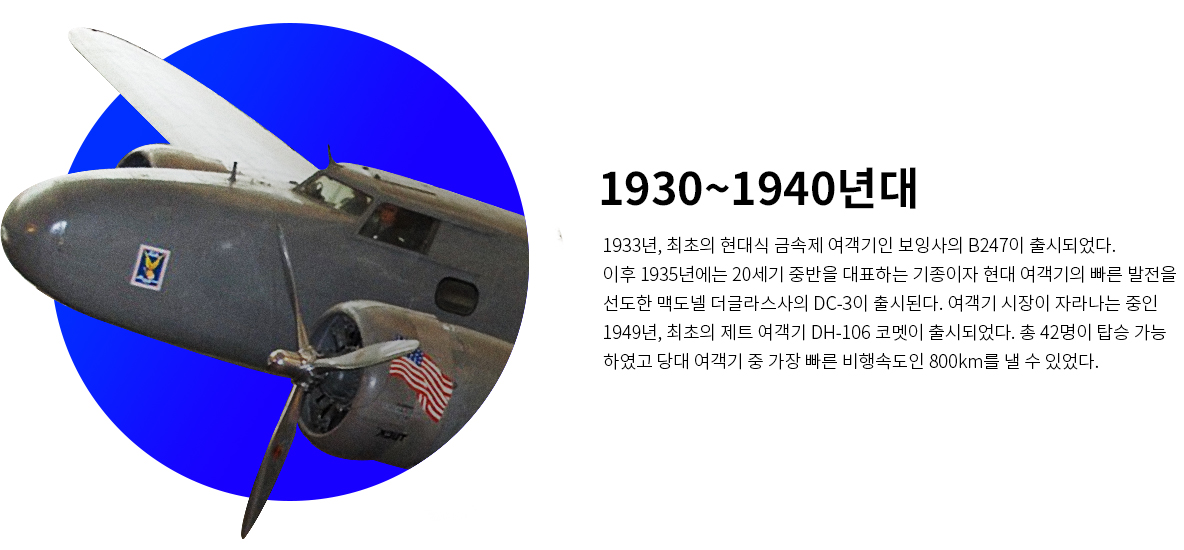 1930~1940년대
1933년, 최초의 현대식 금속제 여객기인 보잉사의 B247이 출시되었다.
이후 1935년에는 20세기 중반을 대표하는 기종이자 현대 여객기의 빠른 발전을
선도한 맥도넬 더글라스사의 DC-3이 출시된다. 여객기 시장이 자라나는 중인
1949년, 최초의 제트 여객기 DH-106 코멧이 출시되었다. 총 42명이 탑승 가능
하였고 당대 여객기 중 가장 빠른 비행속도인 800km를 낼 수 있었다.